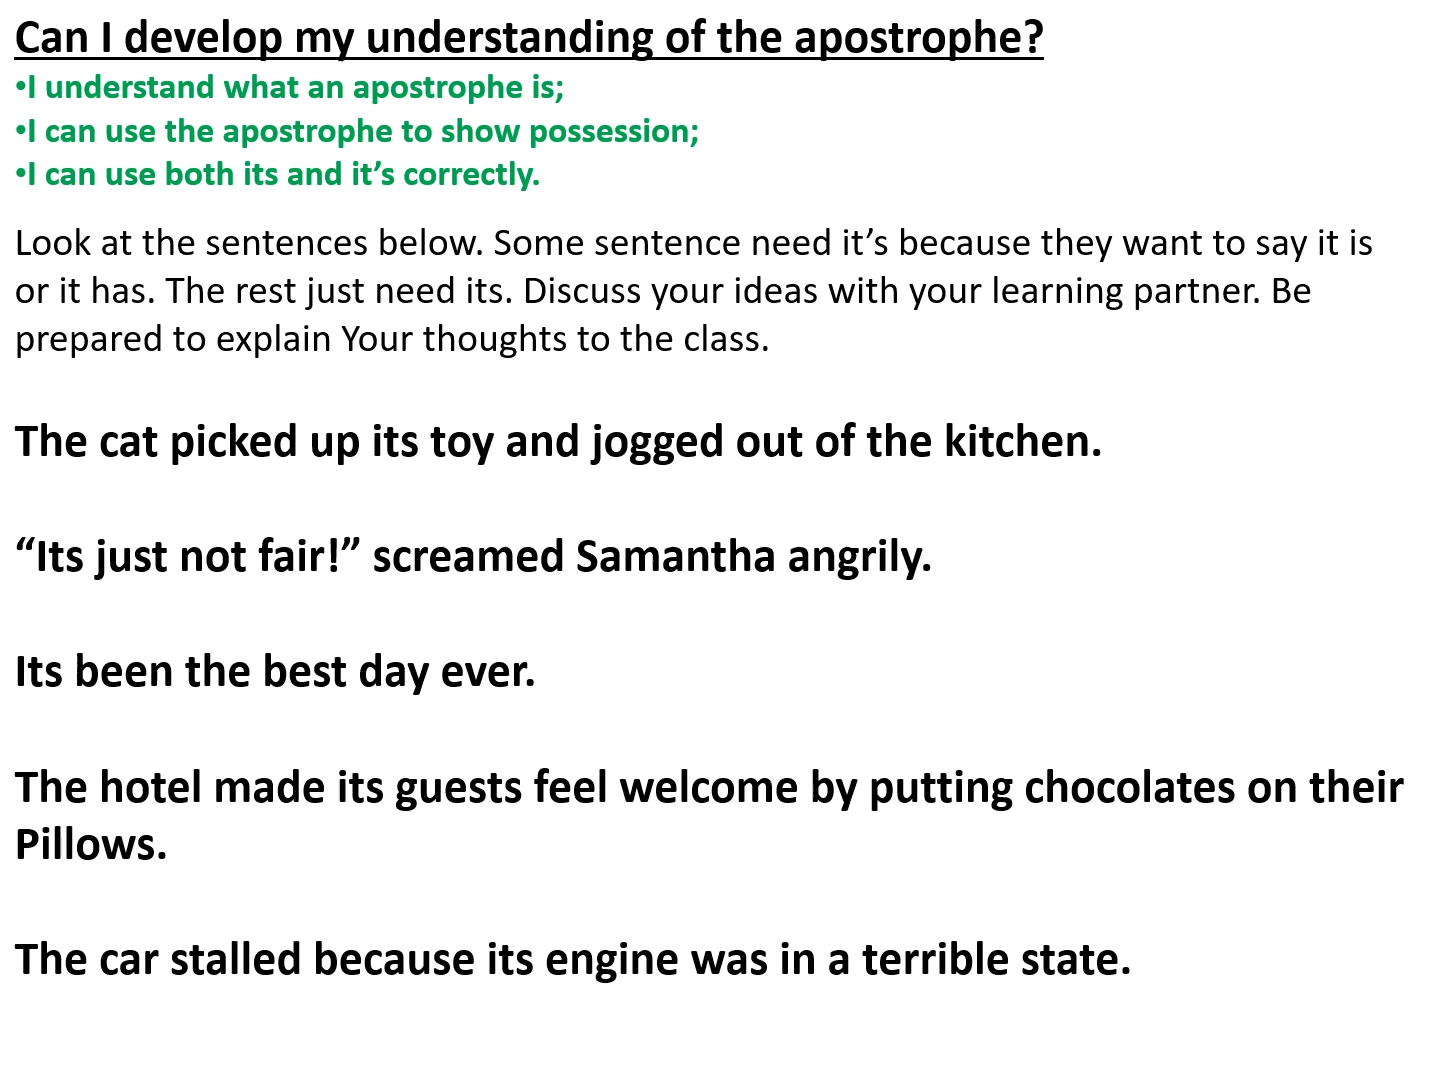 Can I develop my understanding of the apostrophe?
•I understand what an apostrophe is;
•I can use the apostrophe to show possession;
•I can use both its and it’s correctly.
Look at the sentences below. Some sentence need it’s because they want to say it is
or it has. The rest just need its. Discuss your ideas with your learning partner. Be
prepared to explain Your thoughts to the class.
The cat picked up its toy and jogged out of the kitchen.
“Its just not fair!” screamed Samantha angrily.
Its been the best day ever.
The hotel made its guests feel welcome by putting chocolates on their
Pillows.
The car stalled because its engine was in a terrible state.